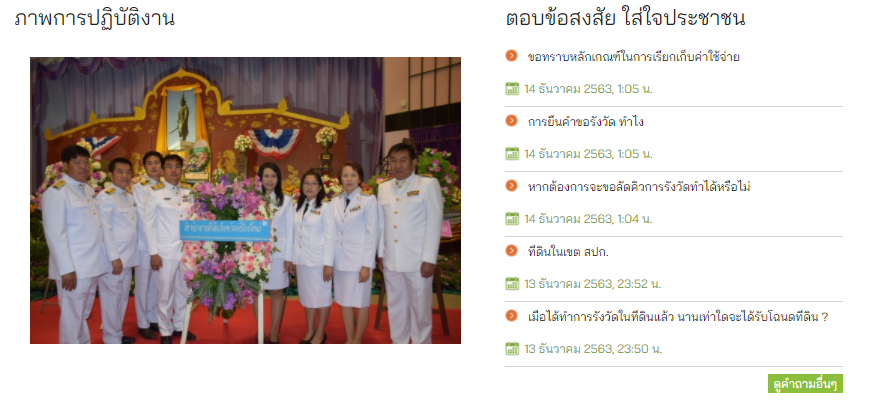 ภาพการปฏิบัติงาน
ตอบข้อสงสัย ใส่ใจประชาชน
ขอทราบหลักเกณฑ์ในการเรียกเก็บค่าใช้จ่าย
14 ธันวาคม 2563, 1:05 น.
การยืนคำขอรังวัด ทำไง
14 ธันวาคม 2563, 1:05 น.
หากต้องการจะขอลัดคิวการรังวัดทำได้หรือไม่
14 ธันวาคม 2563, 1:04 น.
ที่ดินในเขต สปก.
13 ธันวาคม 2563, 23:52 น.
เมื่อได้ทำการรังวัดในที่ดินแล้ว นานเท่าใดจะได้รับโฉนดที่ดิน ?
13 ธันวาคม 2563, 23:50 น.
ดูคำถามอื่นๆ